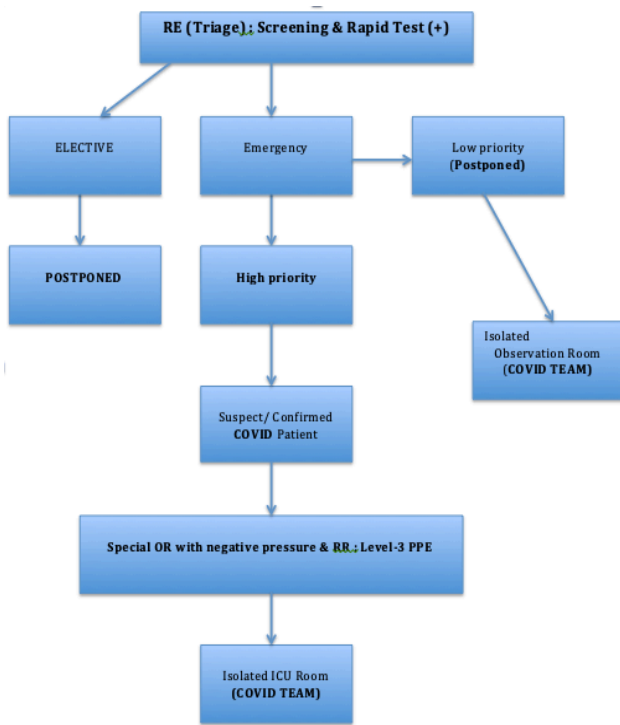 RE (Triage) : Screening & Rapid Test (+)
ELECTIVE
Emergency
Low priority
(Postponed)
POSTPONED
High priority
Isolated
Observation Room
(COVID TEAM)
Suspect/ Confirmed
COVID Patient
Special OR with negative pressure & RR : Level-3 PPE
Isolated ICU Room
(COVID TEAM)